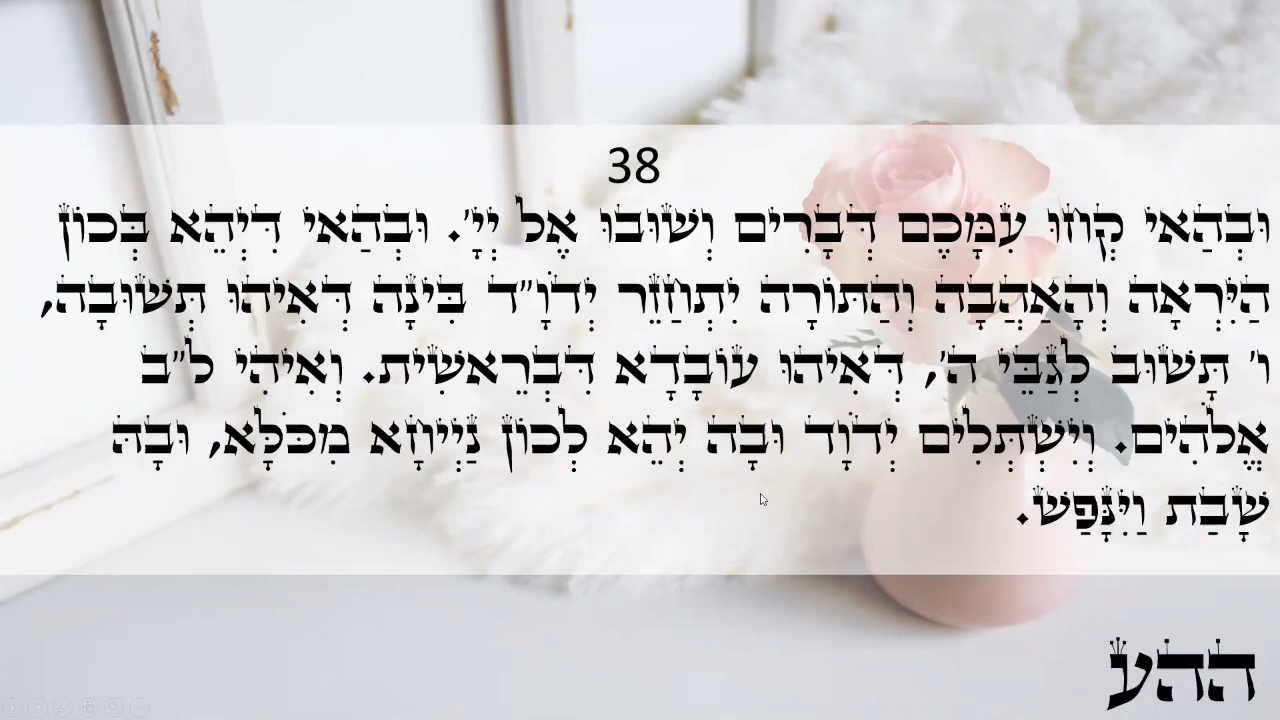 38
וּבְהַאי קְחוּ עִמָּכֶם דְּבָרִים וְשׁוּבוּ אֶל יְיָ'. וּבְהַאי דִּיְהֵא בְּכוֹן
הַיִּרְאָה וְהָאַהֲבָה וְהַתּוֹרָה יִתְחַזֵּר יְדֹוָ"ד בִּינָה דְּאִיהוּ תְּשׁוּבָה,
ו' תָּשׁוּב לְגַבֵּי ה', דְּאִיהוּ עוֹבָדָא דִּבְרֵאשִׁית. וְאִיהִי ל"ב
אֱלֹהִים. וְיִשְׁתְּלִים יְדֹוָד וּבָה יְהֵא לְכוֹן נַיְיחָא מִכֹּלָּא, וּבָהּ
שָׁבַת וַיִּנָּפַשׁ.
ההע